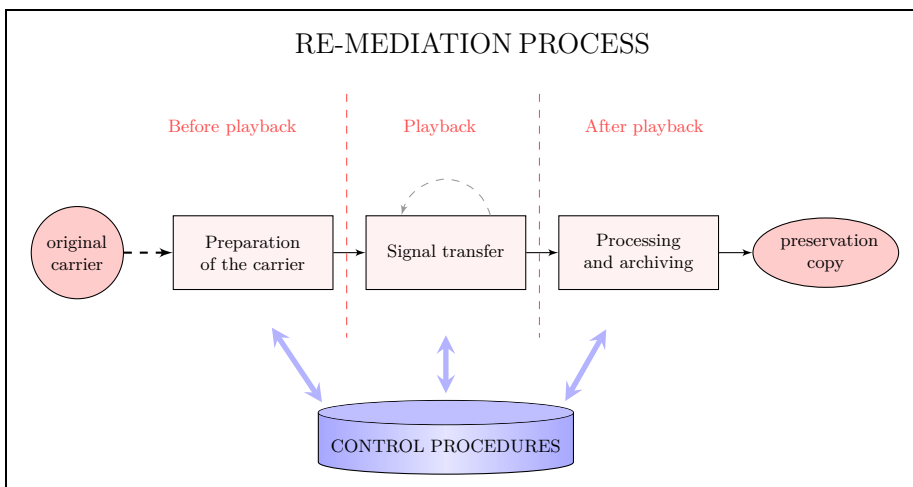 RE-MEDIATION PROCESS
Before playback
Playback
After playback
original
carrier
Preparation
of the carrier
Signal transfer
Processing
and archiving
preservation
copy
CONTROL PROCEDURES